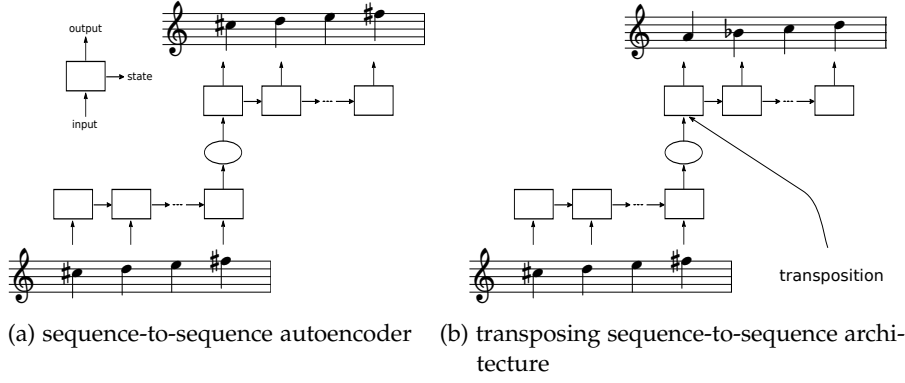 output
state
input
transposition
(a) sequence-to-sequence autoencoder
(b) transposing sequence-to-sequence archi-
tecture